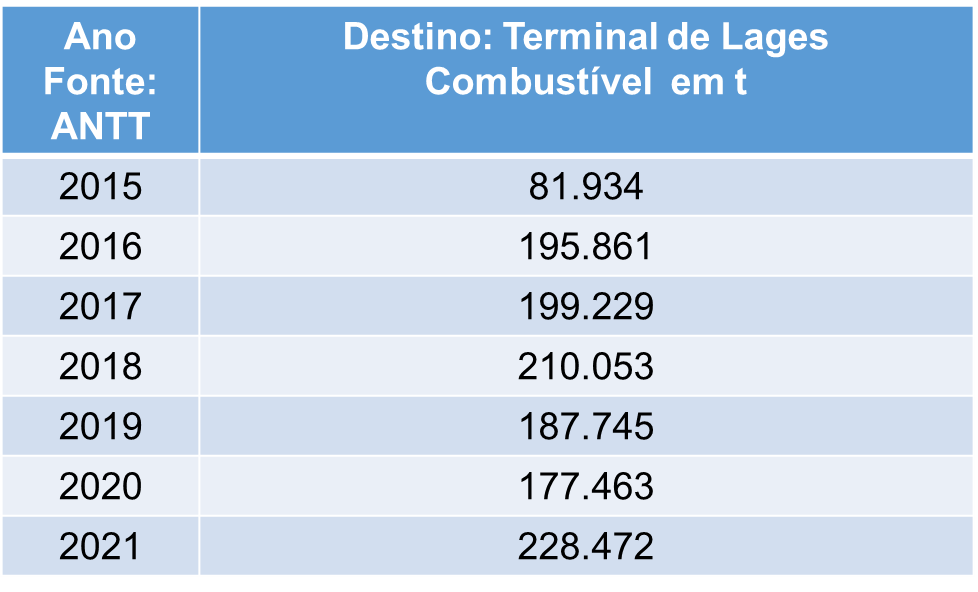 Ano
Fonte:
ANTT
Destino: Terminal de Lages
Combustível em t
2015 81.934
2016 195.861
2017 199.229
2018 210.053
2019 187.745
2020 177.463
2021 228.472